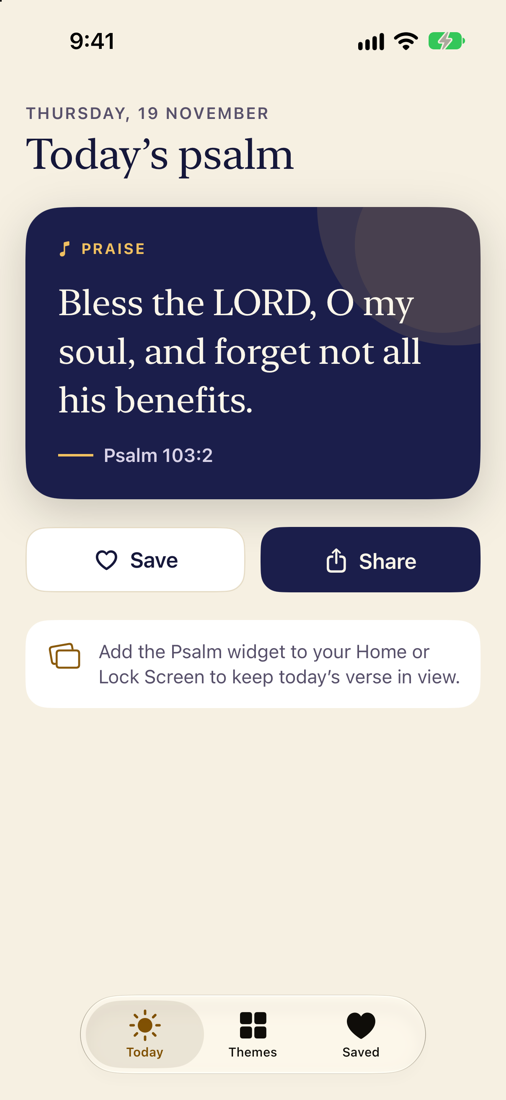 9:41
THURSDAY, 19 NOVEMBER
Today’s psalm
PRAISE
Bless the LORD, O my
soul, and forget not all
his benefits.
Psalm 103:2
Save
Share
Add the Psalm widget to your Home or
Lock Screen to keep today’s verse in view.
Today
Themes
Saved